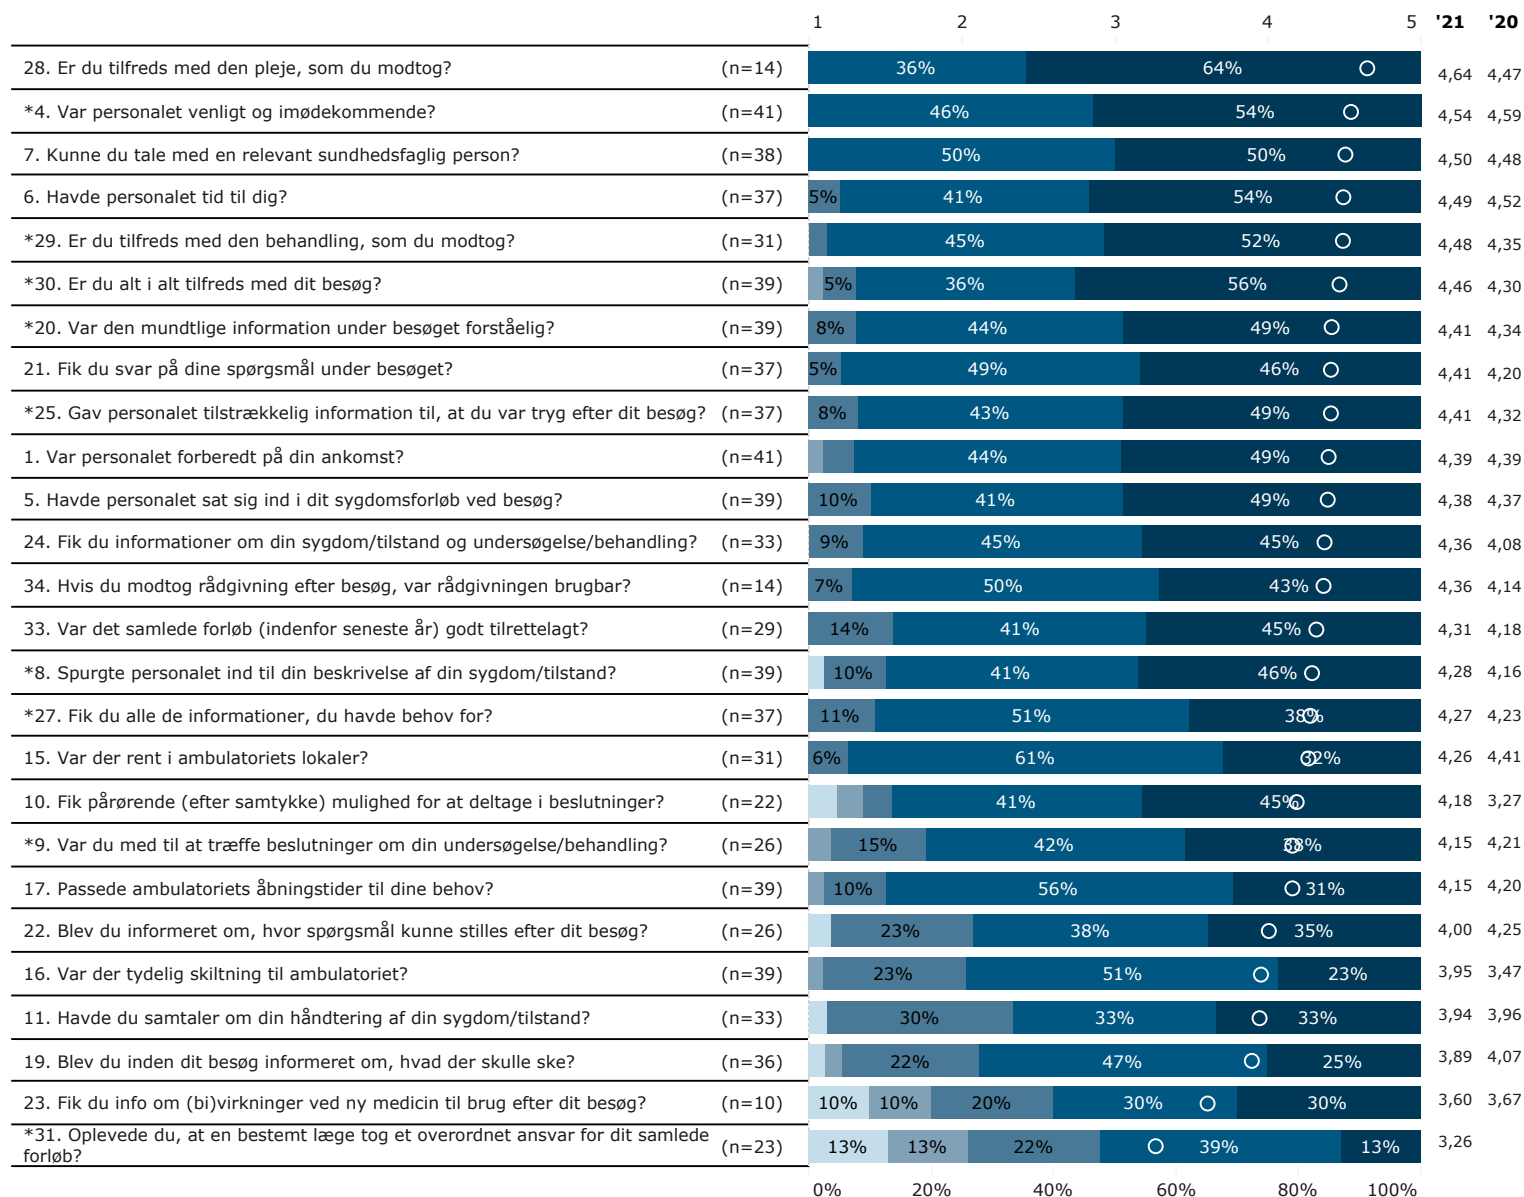 1 2 3 4 5 '21 '20
28. Er du tilfreds med den pleje, som du modtog? (n=14) 36% 64% 4,64 4,47
*4. Var personalet venligt og imødekommende? (n=41) 46% 54% 4,54 4,59
7. Kunne du tale med en relevant sundhedsfaglig person? (n=38) 50% 50% 4,50 4,48
6. Havde personalet tid til dig? (n=37) 5% 41% 54% 4,49 4,52
*29. Er du tilfreds med den behandling, som du modtog? (n=31) 45% 52% 4,48 4,35
*30. Er du alt i alt tilfreds med dit besøg? (n=39) 5% 36% 56% 4,46 4,30
*20. Var den mundtlige information under besøget forståelig? (n=39) 8% 44% 49% 4,41 4,34
21. Fik du svar på dine spørgsmål under besøget? (n=37) 5% 49% 46% 4,41 4,20
*25. Gav personalet tilstrækkelig information til, at du var tryg efter dit besøg? (n=37) 8% 43% 49% 4,41 4,32
1. Var personalet forberedt på din ankomst? (n=41) 44% 49% 4,39 4,39
5. Havde personalet sat sig ind i dit sygdomsforløb ved besøg? (n=39) 10% 41% 49% 4,38 4,37
24. Fik du informationer om din sygdom/tilstand og undersøgelse/behandling? (n=33) 9% 45% 45% 4,36 4,08
34. Hvis du modtog rådgivning efter besøg, var rådgivningen brugbar? (n=14) 7% 50% 43% 4,36 4,14
33. Var det samlede forløb (indenfor seneste år) godt tilrettelagt? (n=29) 14% 41% 45% 4,31 4,18
*8. Spurgte personalet ind til din beskrivelse af din sygdom/tilstand? (n=39) 10% 41% 46% 4,28 4,16
*27. Fik du alle de informationer, du havde behov for? (n=37) 11% 51% 38% 4,27 4,23
15. Var der rent i ambulatoriets lokaler? (n=31) 6% 61% 32% 4,26 4,41
10. Fik pårørende (efter samtykke) mulighed for at deltage i beslutninger? (n=22) 41% 45% 4,18 3,27
*9. Var du med til at træffe beslutninger om din undersøgelse/behandling? (n=26) 15% 42% 38% 4,15 4,21
17. Passede ambulatoriets åbningstider til dine behov? (n=39) 10% 56% 31% 4,15 4,20
22. Blev du informeret om, hvor spørgsmål kunne stilles efter dit besøg? (n=26) 23% 38% 35% 4,00 4,25
16. Var der tydelig skiltning til ambulatoriet? (n=39) 23% 51% 23% 3,95 3,47
11. Havde du samtaler om din håndtering af din sygdom/tilstand? (n=33) 30% 33% 33% 3,94 3,96
19. Blev du inden dit besøg informeret om, hvad der skulle ske? (n=36) 22% 47% 25% 3,89 4,07
23. Fik du info om (bi)virkninger ved ny medicin til brug efter dit besøg? (n=10) 10% 10% 20% 30% 30% 3,60 3,67
*31. Oplevede du, at en bestemt læge tog et overordnet ansvar for dit samlede
forløb? (n=23) 13% 13% 22% 39% 13% 3,26
0% 20% 40% 60% 80% 100%